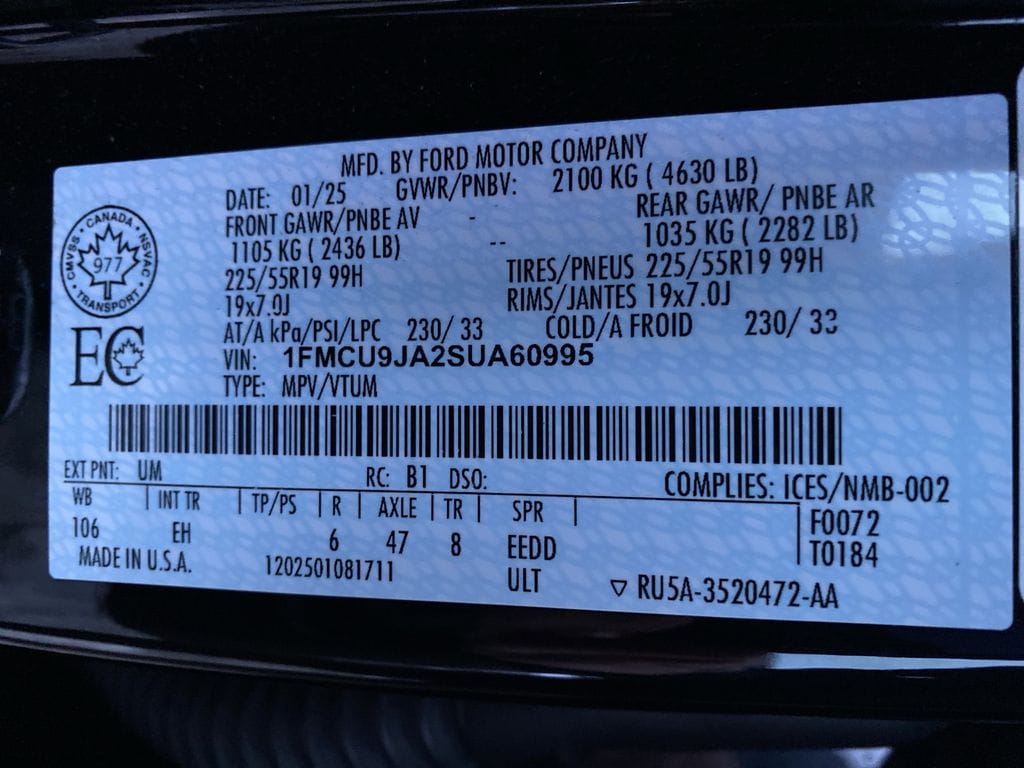 MFD. BY FORD MOTOR COMPANY
DATE: 01/25 GVWR/PNBV: 2100 KG ( 4630 LB)
FRONT GAWR/PNBE AV - REAR GAWR/ PNBE AR
1105 KG ( 2436 LB) -- 1035 KG ( 2282 LB)
225/55R19 99H TIRES/PNEUS 225/55R19 99H
19x7.0J RIMS/JANTES 19x7.0J
AT/A kPa/PSI/LPC 230/ 33 COLD/A FROID 230/ 33
VIN: 1FMCU9JA2SUA60995
TYPE: MPV/VTUM
CANADA
CMVSS • NSVAC
977
TRANSPORT
EC
EXT PNT: UM RC: B1 DSO: COMPLIES: ICES/NMB-002
WB | INT TR | TP/PS | R | AXLE | TR | SPR | F0072
106 EH 6 47 8 EEDD T0184
MADE IN U.S.A. 1202501081711 ULT ▽ RU5A-3520472-AA